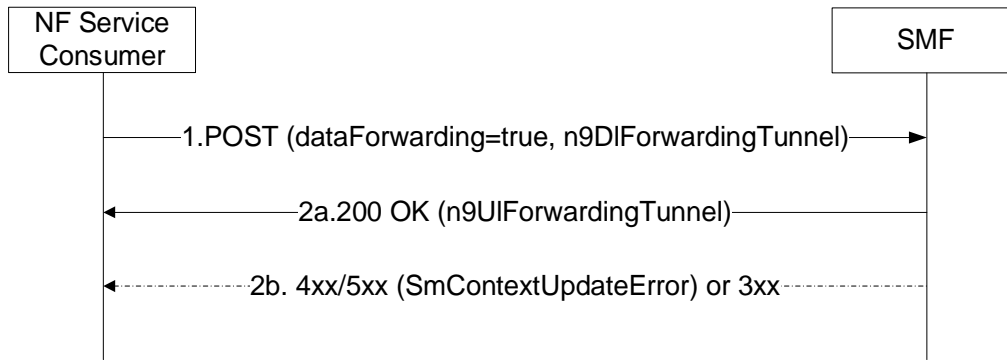 NF Service
Consumer
SMF
1.POST (dataForwarding=true, n9DlForwardingTunnel)
2a.200 OK (n9UlForwardingTunnel)
2b. 4xx/5xx (SmContextUpdateError) or 3xx